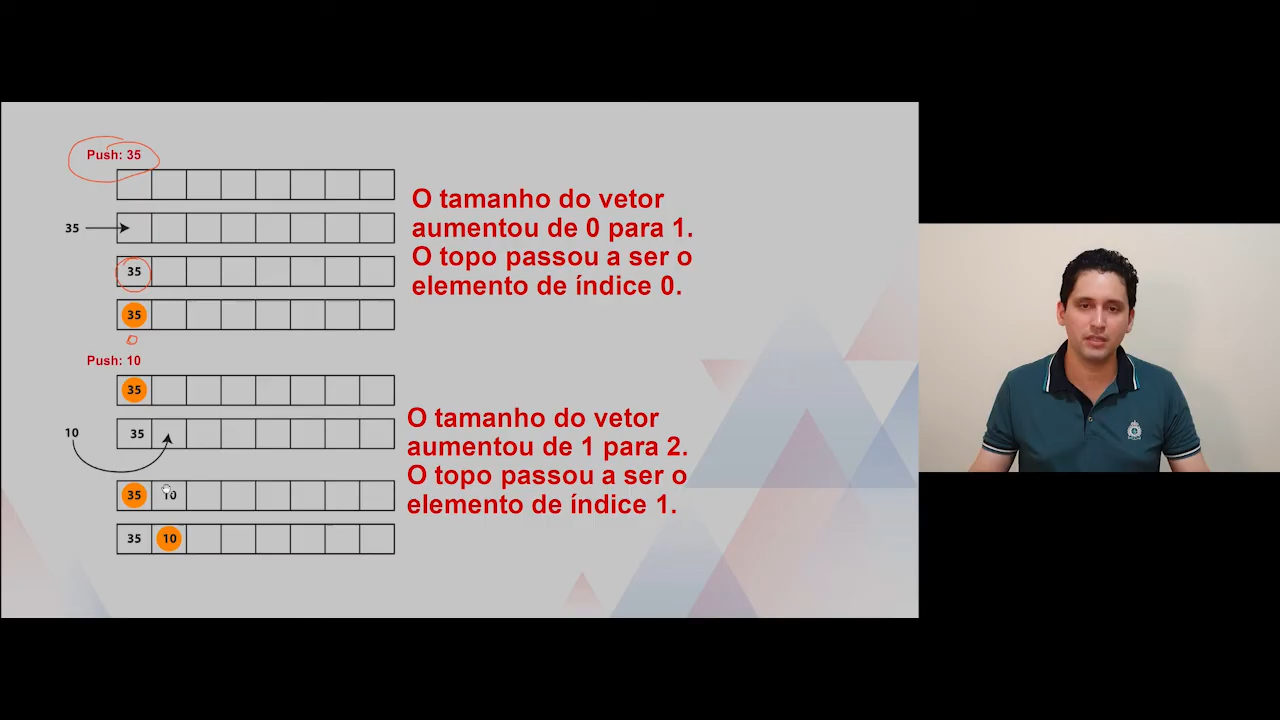 Push: 35
35
35
35
0
O tamanho do vetor
aumentou de 0 para 1.
O topo passou a ser o
elemento de índice 0.
Push: 10
35
10 35
35 10
35 10
O tamanho do vetor
aumentou de 1 para 2.
O topo passou a ser o
elemento de índice 1.